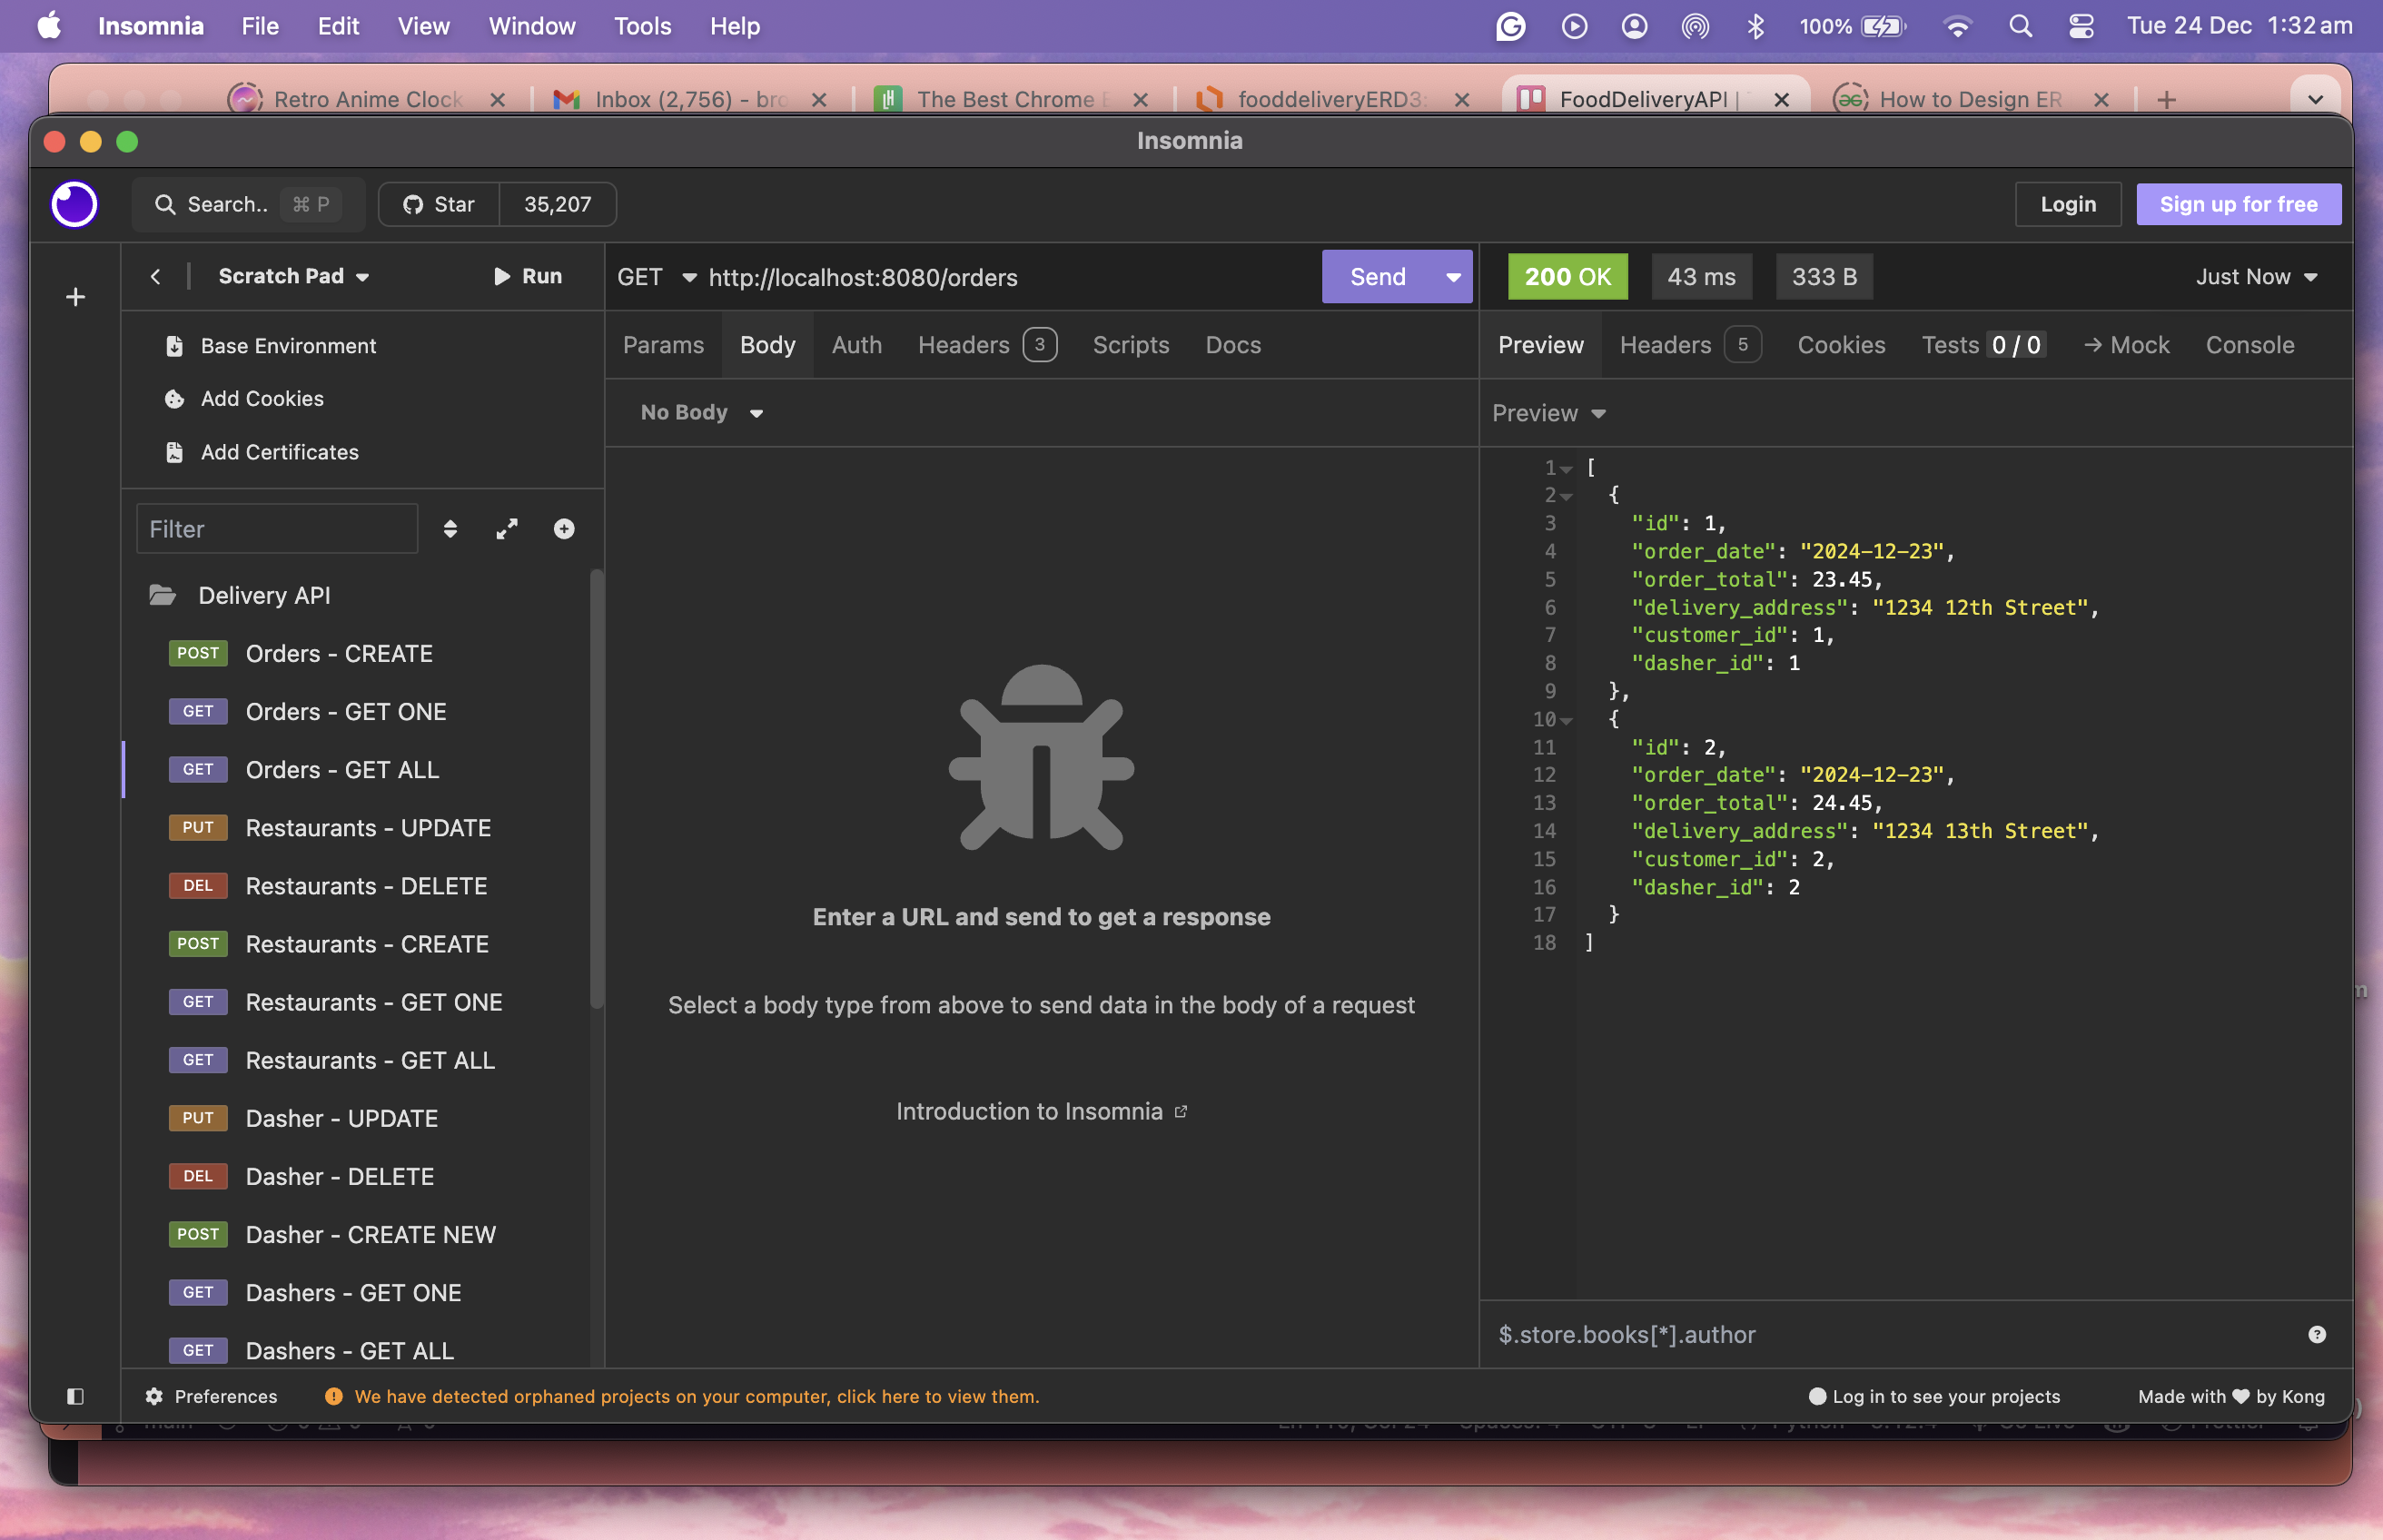 Insomnia File Edit View Window Tools Help 100% Tue 24 Dec 1:32 am
Retro Anime Clock Inbox (2,756) - bro The Best Chrome E fooddeliveryERD3: FoodDeliveryAPI | How to Design ER
Insomnia
Search.. ⌘ P Star 35,207 Login Sign up for free
Scratch Pad Run GET http://localhost:8080/orders Send 200 OK 43 ms 333 B Just Now
Params Body Auth Headers 3 Scripts Docs Preview Headers 5 Cookies Tests 0 / 0 → Mock Console
Base Environment
Add Cookies
Add Certificates
No Body
Preview
Filter
Delivery API
POST Orders - CREATE
GET Orders - GET ONE
GET Orders - GET ALL
PUT Restaurants - UPDATE
DEL Restaurants - DELETE
POST Restaurants - CREATE
GET Restaurants - GET ONE
GET Restaurants - GET ALL
PUT Dasher - UPDATE
DEL Dasher - DELETE
POST Dasher - CREATE NEW
GET Dashers - GET ONE
GET Dashers - GET ALL
Enter a URL and send to get a response
Select a body type from above to send data in the body of a request
Introduction to Insomnia
1 [
2 {
3 "id": 1,
4 "order_date": "2024-12-23",
5 "order_total": 23.45,
6 "delivery_address": "1234 12th Street",
7 "customer_id": 1,
8 "dasher_id": 1
9 },
10 {
11 "id": 2,
12 "order_date": "2024-12-23",
13 "order_total": 24.45,
14 "delivery_address": "1234 13th Street",
15 "customer_id": 2,
16 "dasher_id": 2
17 }
18 ]
$.store.books[*].author
Preferences We have detected orphaned projects on your computer, click here to view them. Log in to see your projects Made with ♥ by Kong